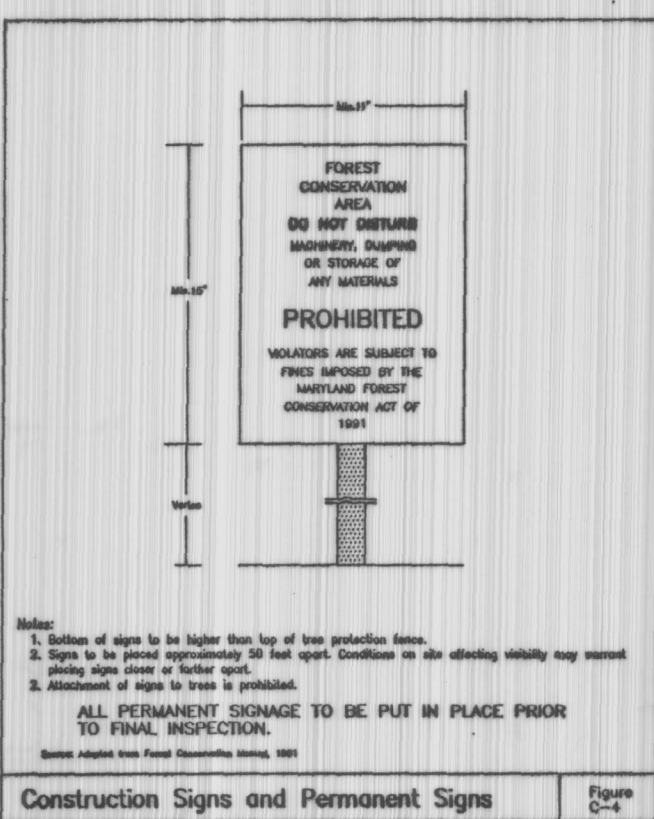 Min.11"
FOREST
CONSERVATION
AREA
DO NOT DISTURB
MACHINERY, DUMPING
OR STORAGE OF
ANY MATERIALS
PROHIBITED
VIOLATORS ARE SUBJECT TO
FINES IMPOSED BY THE
MARYLAND FOREST
CONSERVATION ACT OF
1991
Min.15"
Varies
Notes:
1. Bottom of signs to be higher than top of tree protection fence.
2. Signs to be placed approximately 50 feet apart. Conditions on site affecting visibility may warrant
placing signs closer or farther apart.
2. Attachment of signs to trees is prohibited.
ALL PERMANENT SIGNAGE TO BE PUT IN PLACE PRIOR
TO FINAL INSPECTION.
Source: Adapted from Forest Conservation Manual, 1991
Construction Signs and Permanent Signs
Figure
C-4